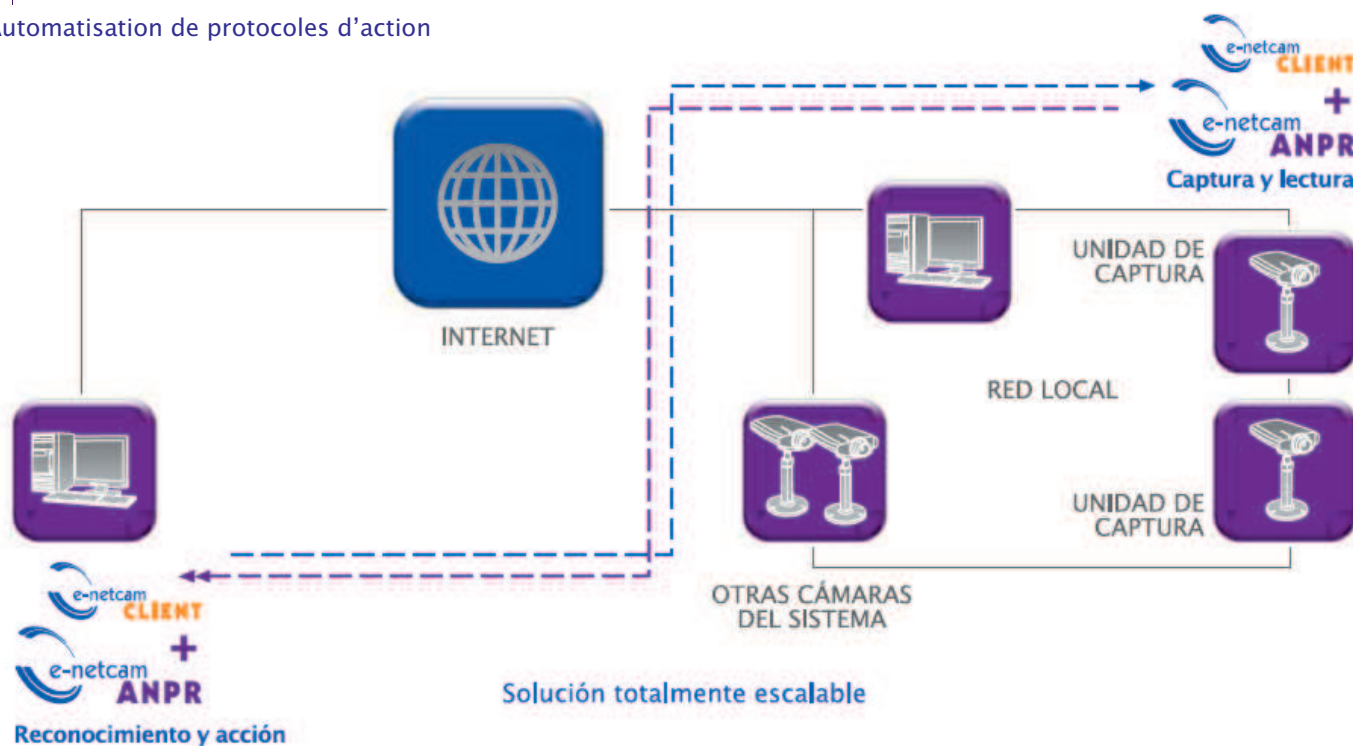 Automatisation de protocoles d'action
e-netcam
CLIENT
+
e-netcam
ANPR
Captura y lectura
INTERNET
UNIDAD DE
CAPTURA
RED LOCAL
UNIDAD DE
CAPTURA
OTRAS CÁMARAS
DEL SISTEMA
e-netcam
CLIENT
+
e-netcam
ANPR
Reconocimiento y acción
Solución totalmente escalable